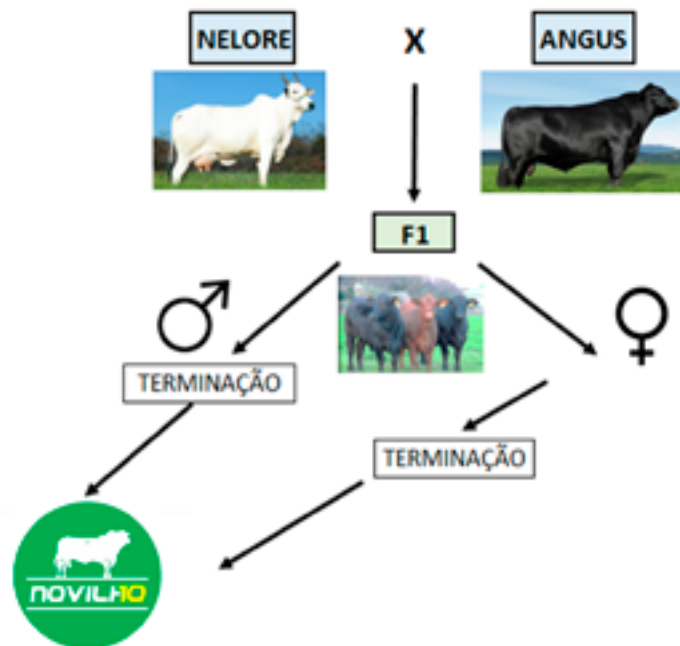 NELORE
X
ANGUS
F1
TERMINAÇÃO
TERMINAÇÃO
NOVILH10